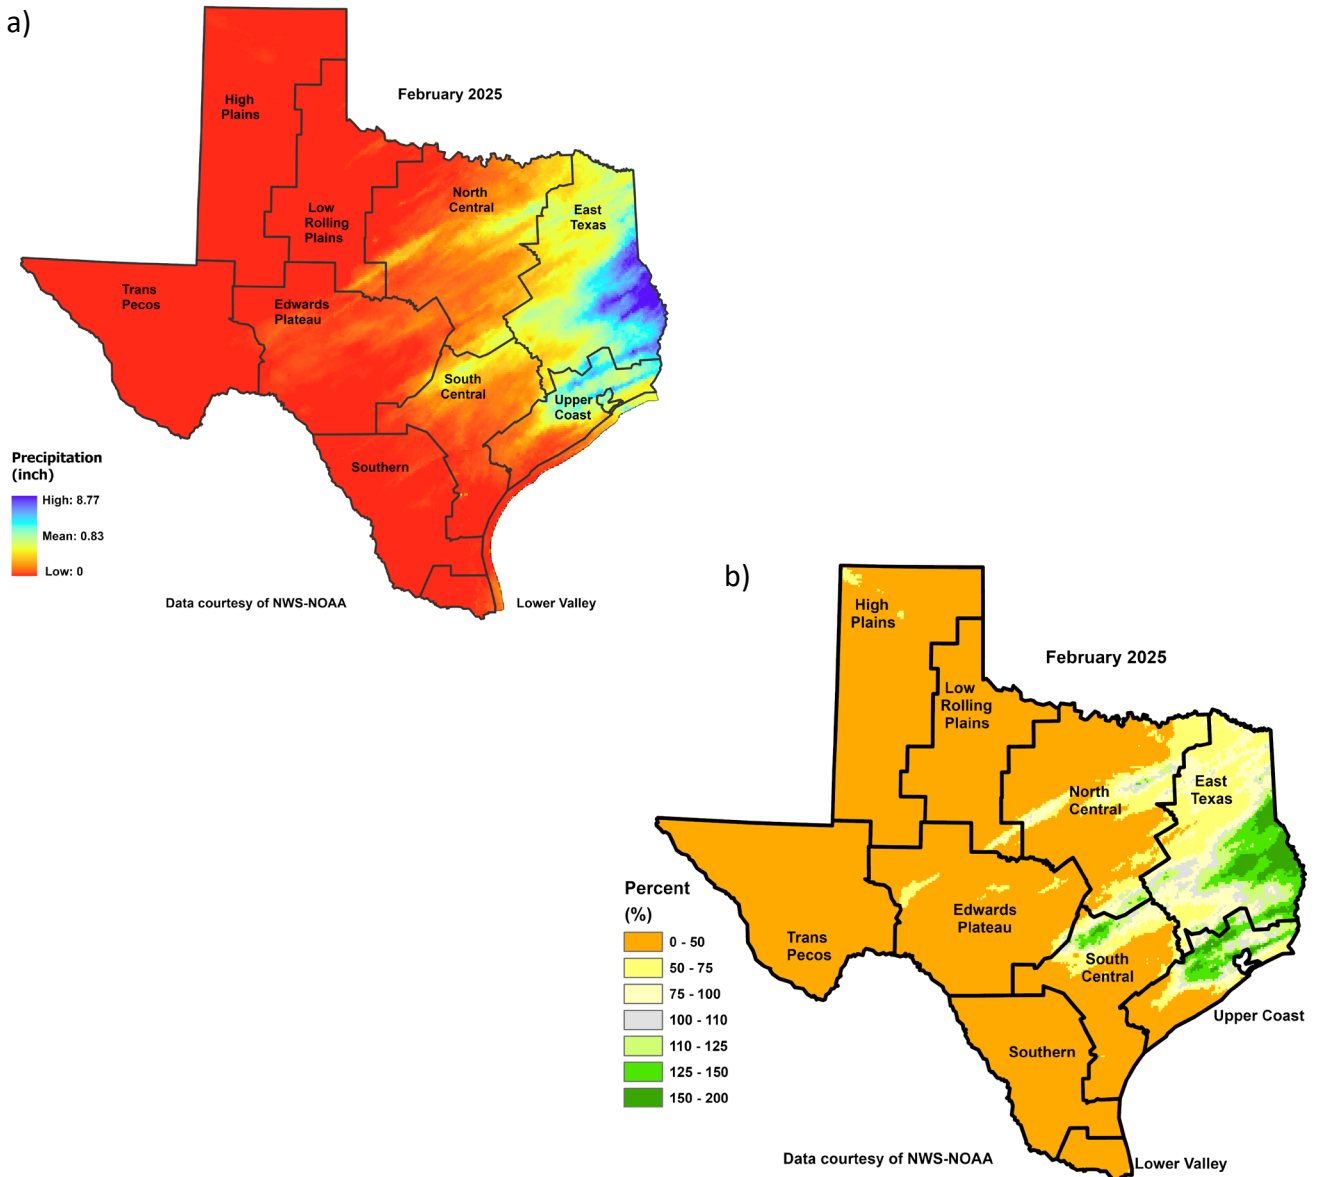 a)
February 2025
High
Plains
Low
Rolling
Plains
North
Central
East
Texas
Trans
Pecos
Edwards
Plateau
South
Central
Upper
Coast
Southern
Precipitation
(inch)
High: 8.77
Mean: 0.83
Low: 0
Data courtesy of NWS-NOAA
Lower Valley
b)
February 2025
High
Plains
Low
Rolling
Plains
North
Central
East
Texas
Trans
Pecos
Edwards
Plateau
South
Central
Upper Coast
Southern
Percent
(%)
0 - 50
50 - 75
75 - 100
100 - 110
110 - 125
125 - 150
150 - 200
Data courtesy of NWS-NOAA
Lower Valley